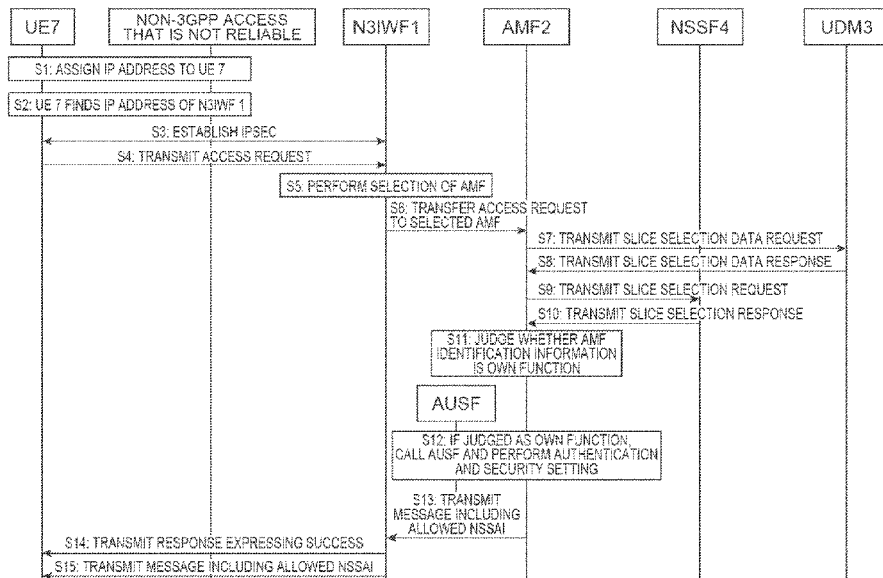 UE7
NON-3GPP ACCESS
THAT IS NOT RELIABLE
N3IWF1
AMF2
NSSF4
UDM3
S1: ASSIGN IP ADDRESS TO UE 7
S2: UE 7 FINDS IP ADDRESS OF N3IWF 1
S3: ESTABLISH IPSEC
S4: TRANSMIT ACCESS REQUEST
S5: PERFORM SELECTION OF AMF
S6: TRANSFER ACCESS REQUEST
TO SELECTED AMF
S7: TRANSMIT SLICE SELECTION DATA REQUEST
S8: TRANSMIT SLICE SELECTION DATA RESPONSE
S9: TRANSMIT SLICE SELECTION REQUEST
S10: TRANSMIT SLICE SELECTION RESPONSE
S11: JUDGE WHETHER AMF
IDENTIFICATION INFORMATION
IS OWN FUNCTION
AUSF
S12: IF JUDGED AS OWN FUNCTION,
CALL AUSF AND PERFORM AUTHENTICATION
AND SECURITY SETTING
S13: TRANSMIT
MESSAGE INCLUDING
ALLOWED NSSAI
S14: TRANSMIT RESPONSE EXPRESSING SUCCESS
S15: TRANSMIT MESSAGE INCLUDING ALLOWED NSSAI